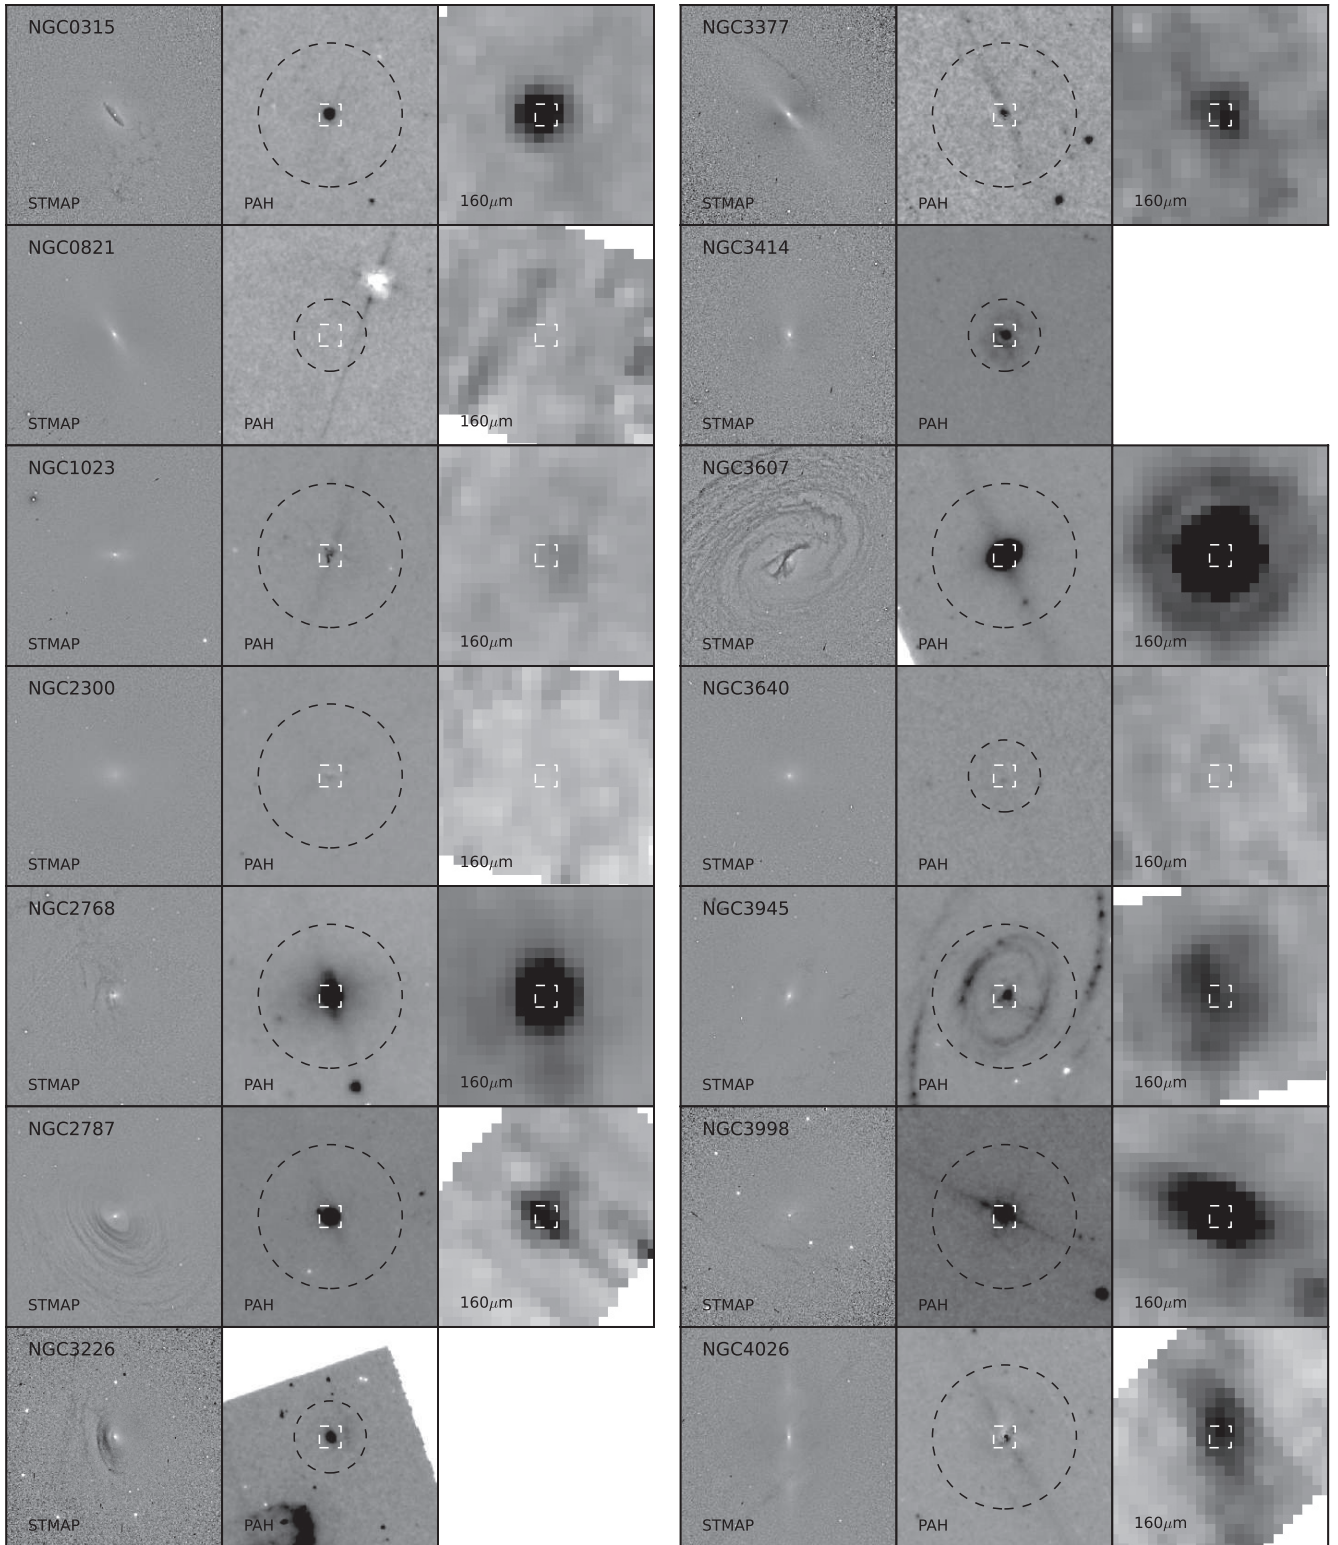 NGC0315
STMAP
PAH
160μm
NGC0821
STMAP
PAH
160μm
NGC1023
STMAP
PAH
160μm
NGC2300
STMAP
PAH
160μm
NGC2768
STMAP
PAH
160μm
NGC2787
STMAP
PAH
160μm
NGC3226
STMAP
PAH
NGC3377
STMAP
PAH
160μm
NGC3414
STMAP
PAH
NGC3607
STMAP
PAH
160μm
NGC3640
STMAP
PAH
160μm
NGC3945
STMAP
PAH
160μm
NGC3998
STMAP
PAH
160μm
NGC4026
STMAP
PAH
160μm